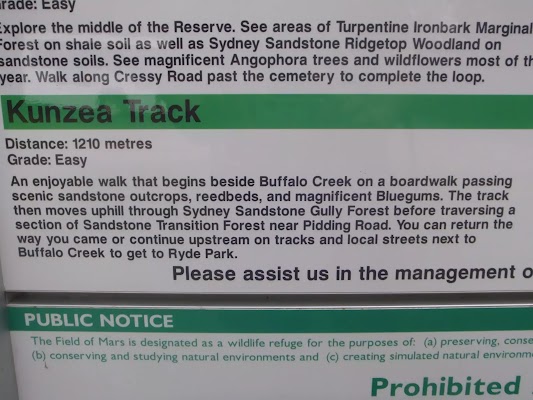 Grade: Easy
Explore the middle of the Reserve. See areas of Turpentine Ironbark Marginal
Forest on shale soil as well as Sydney Sandstone Ridgetop Woodland on
sandstone soils. See magnificent Angophora trees and wildflowers most of th
year. Walk along Cressy Road past the cemetery to complete the loop.
Kunzea Track
Distance: 1210 metres
Grade: Easy
An enjoyable walk that begins beside Buffalo Creek on a boardwalk passing
scenic sandstone outcrops, reedbeds, and magnificent Bluegums. The track
then moves uphill through Sydney Sandstone Gully Forest before traversing a
section of Sandstone Transition Forest near Pidding Road. You can return the
way you came or continue upstream on tracks and local streets next to
Buffalo Creek to get to Ryde Park.
Please assist us in the management o
PUBLIC NOTICE
The Field of Mars is designated as a wildlife refuge for the purposes of: (a) preserving, conse
(b) conserving and studying natural environments and (c) creating simulated natural environm
Prohibited